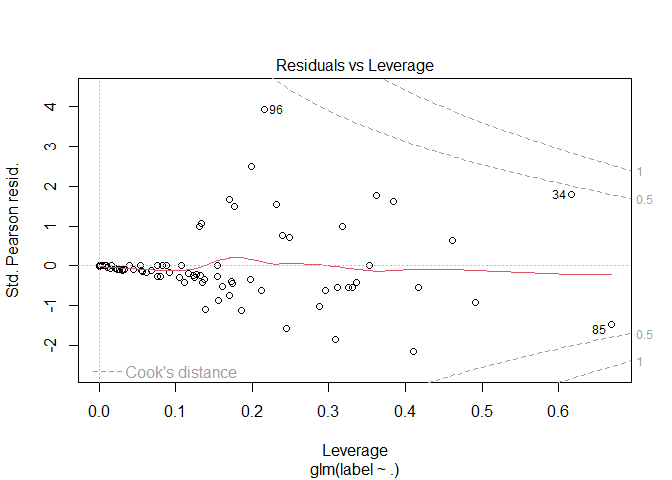 Residuals vs Leverage
Std. Pearson resid.
4
3
2
1
0
-1
-2
96
34
85
1
0.5
0.5
1
Cook's distance
0.0 0.1 0.2 0.3 0.4 0.5 0.6
Leverage
glm(label ~ .)